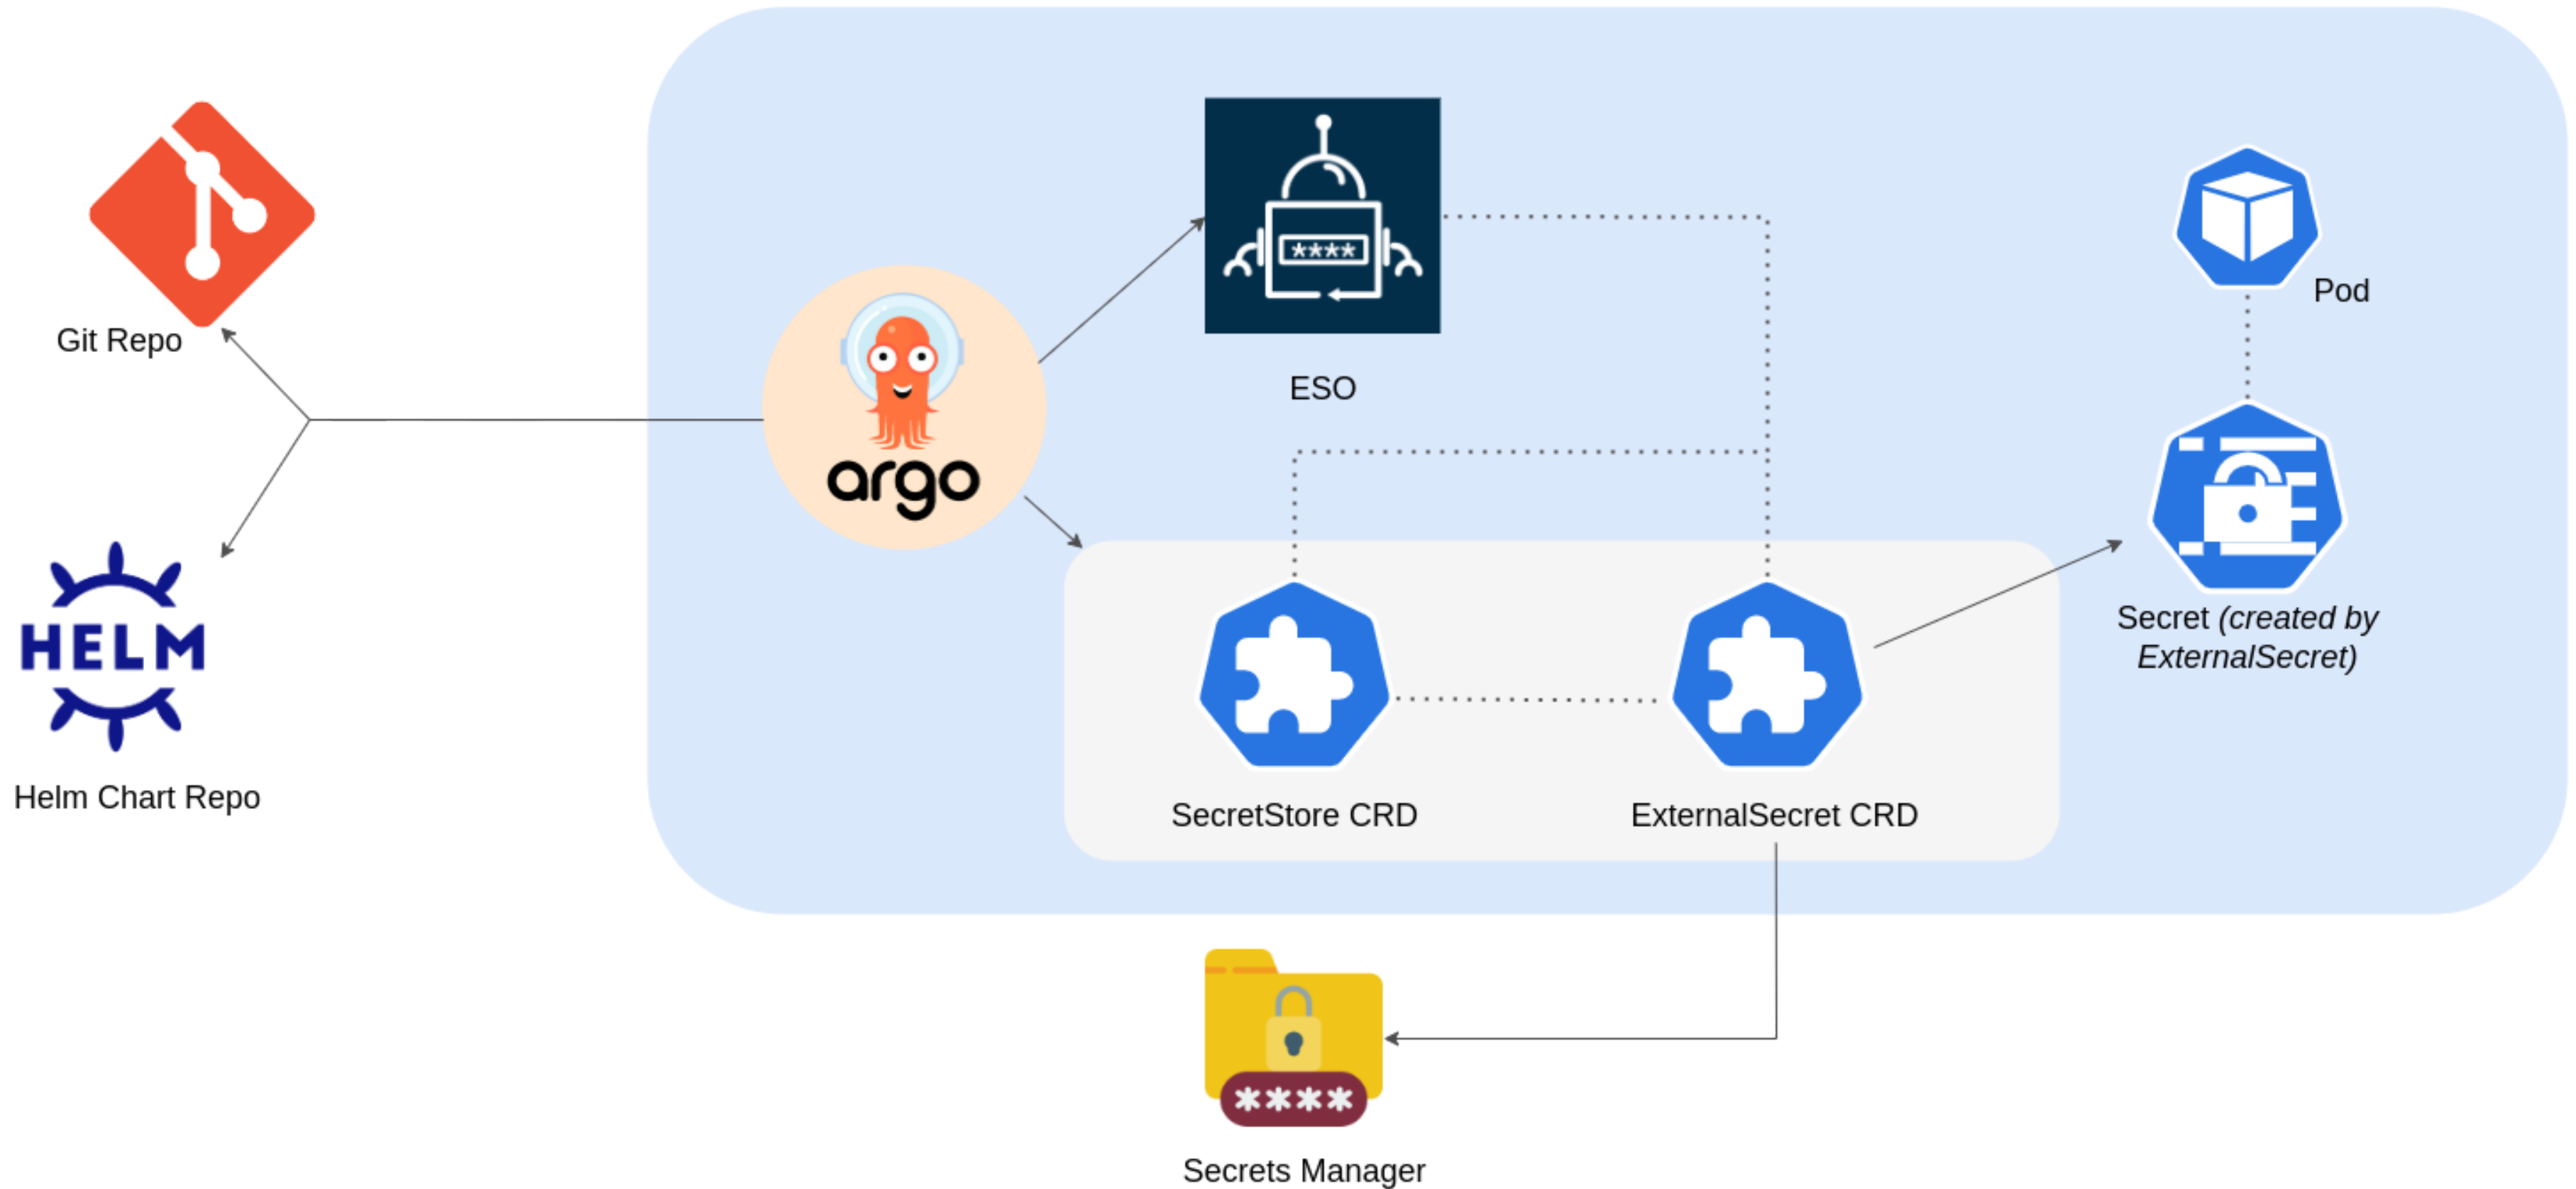 Git Repo
HELM
Helm Chart Repo
argo
****
ESO
Pod
Secret (created by
ExternalSecret)
SecretStore CRD
ExternalSecret CRD
****
Secrets Manager